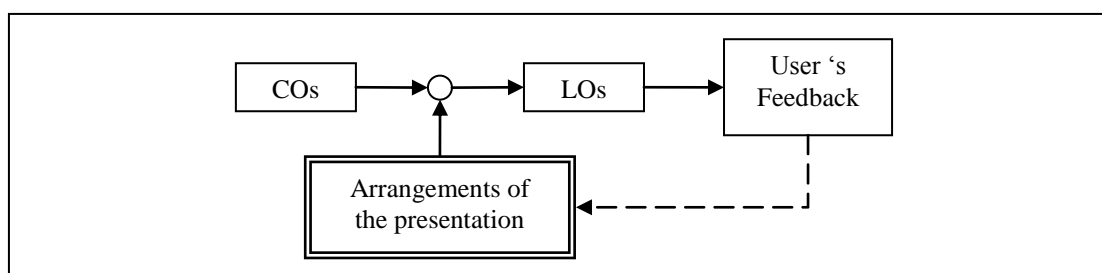 COs
LOs
User ‘s
Feedback
Arrangements of
the presentation